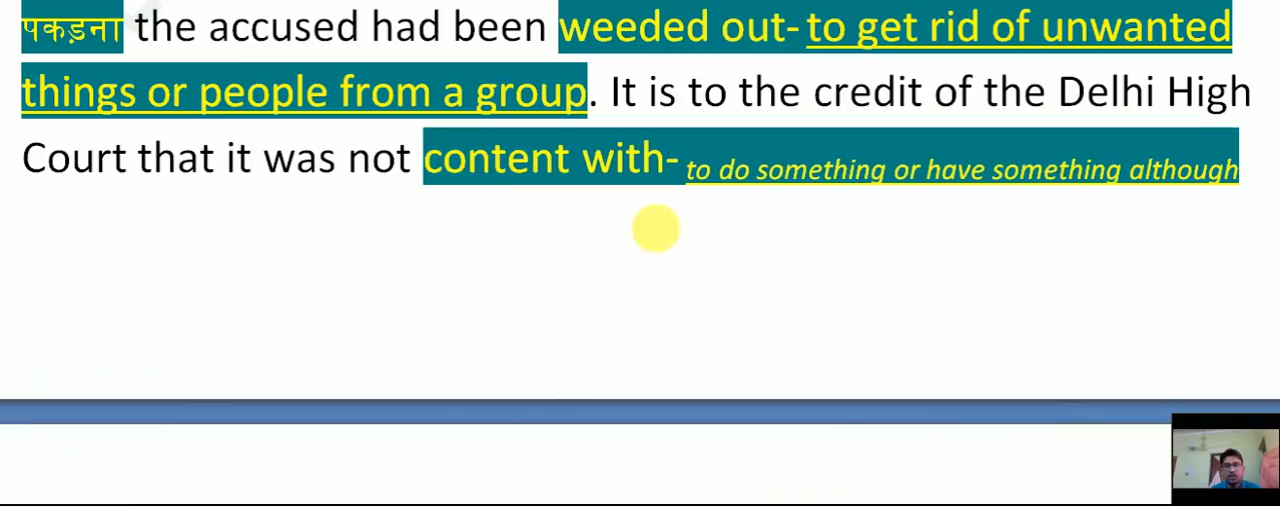 पकड़ना the accused had been weeded out- to get rid of unwanted
things or people from a group. It is to the credit of the Delhi High
Court that it was not content with- to do something or have something although